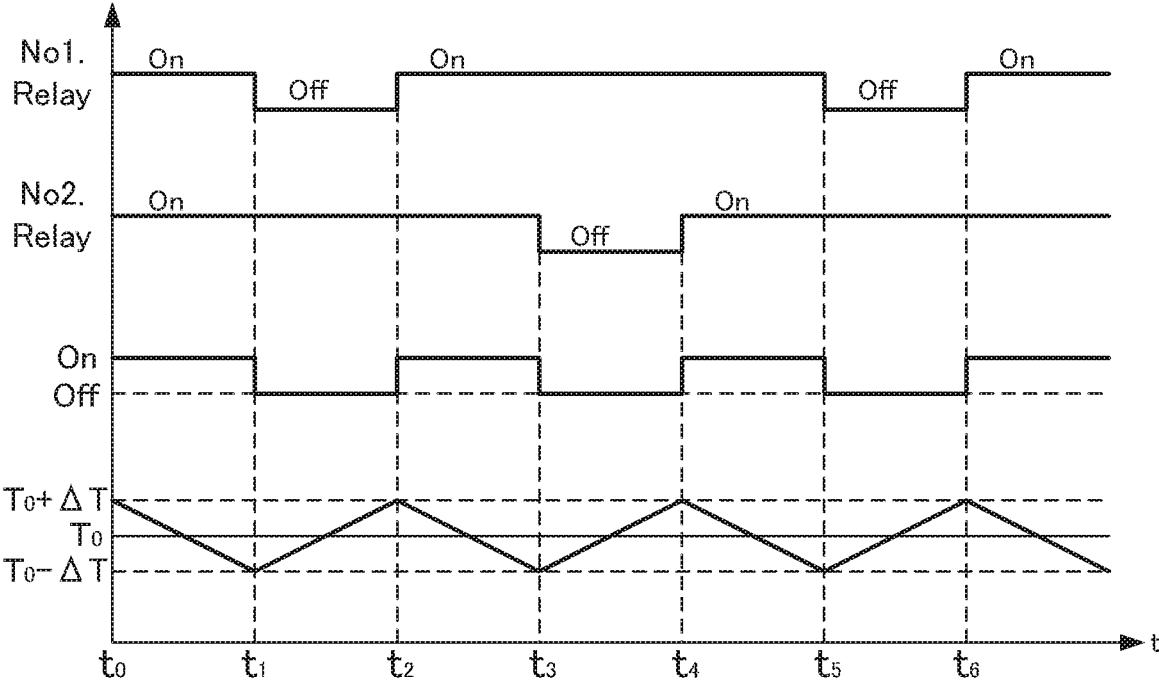 No1.
Relay
On
Off
On
Off
On
No2.
Relay
On
Off
On
On
Off
T0+ΔT
T0
T0-ΔT
t
t0
t1
t2
t3
t4
t5
t6